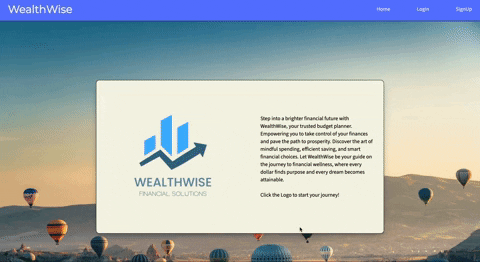 WealthWise
Home Login SignUp
Step into a brighter financial future with
WealthWise, your trusted budget planner.
Empowering you to take control of your finances
and pave the path to prosperity. Discover the art of
mindful spending, efficient saving, and smart
financial choices. Let WealthWise be your guide on
the journey to financial wellness, where every
dollar finds purpose and every dream becomes
attainable.
Click the Logo to start your journey!
WEALTHWISE
FINANCIAL SOLUTIONS